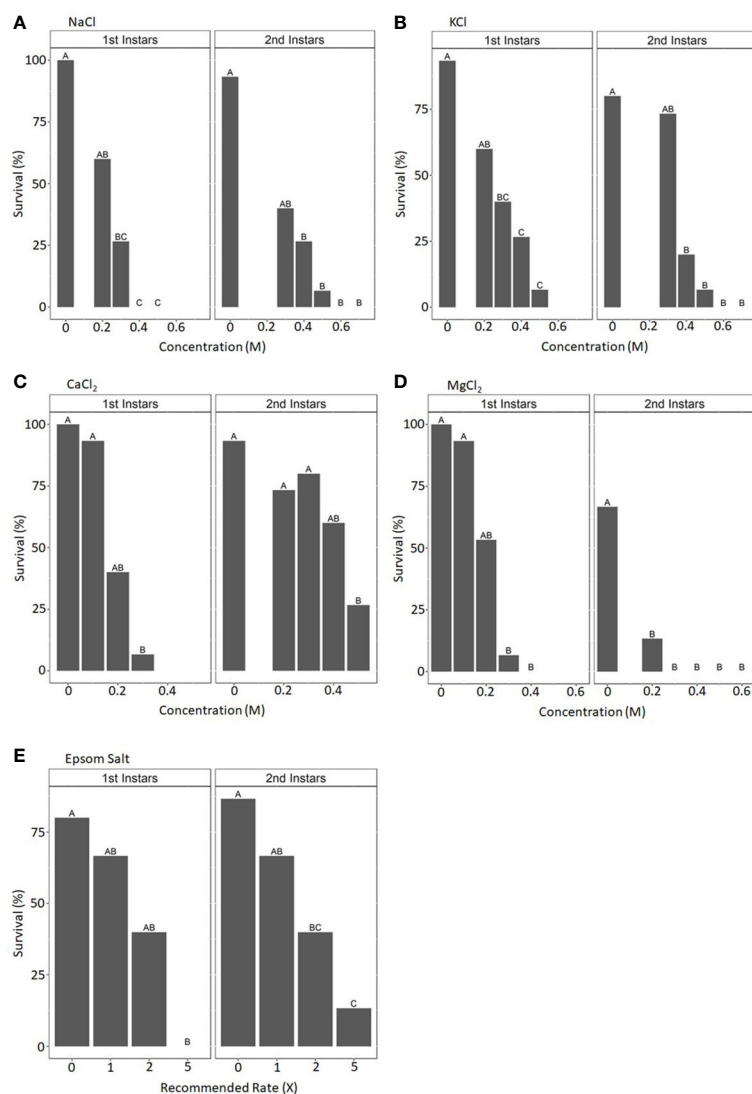 A NaCl
1st Instars 2nd Instars
Survival (%)
100
75
50
25
0
A AB BC C C
A AB B B B B
0 0.2 0.4 0.6 0 0.2 0.4 0.6
Concentration (M)
B KCl
1st Instars 2nd Instars
Survival (%)
75
50
25
0
A AB BC C C
A AB B B B B
0 0.2 0.4 0.6 0 0.2 0.4 0.6
Concentration (M)
C CaCl₂
1st Instars 2nd Instars
Survival (%)
100
75
50
25
0
A A AB B
A A A AB B
0 0.2 0.4 0 0.2 0.4
Concentration (M)
D MgCl₂
1st Instars 2nd Instars
Survival (%)
100
75
50
25
0
A A AB B B
A B B B B B
0 0.2 0.4 0.6 0 0.2 0.4 0.6
Concentration (M)
E Epsom Salt
1st Instars 2nd Instars
Survival (%)
75
50
25
0
A AB AB B
A AB BC C
0 1 2 5 0 1 2 5
Recommended Rate (X)